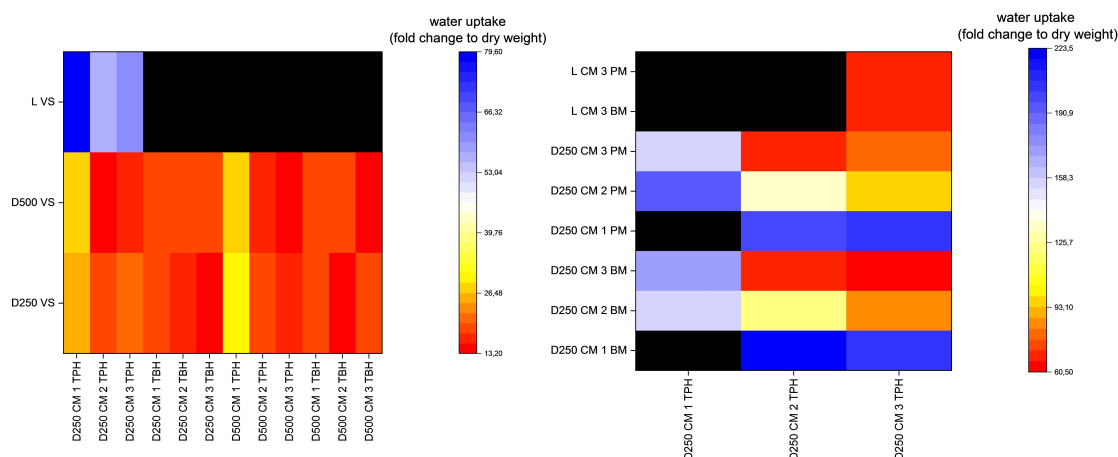 water uptake
(fold change to dry weight)
79,60
66,32
53,04
39,76
26,48
13,20
L VS
D500 VS
D250 VS
D250 CM 1 TPH
D250 CM 2 TPH
D250 CM 3 TPH
D250 CM 1 TBH
D250 CM 2 TBH
D250 CM 3 TBH
D500 CM 1 TPH
D500 CM 2 TPH
D500 CM 3 TPH
D500 CM 1 TBH
D500 CM 2 TBH
D500 CM 3 TBH
water uptake
(fold change to dry weight)
223,5
190,9
158,3
125,7
93,10
60,50
L CM 3 PM
L CM 3 BM
D250 CM 3 PM
D250 CM 2 PM
D250 CM 1 PM
D250 CM 3 BM
D250 CM 2 BM
D250 CM 1 BM
D250 CM 1 TPH
D250 CM 2 TPH
D250 CM 3 TPH